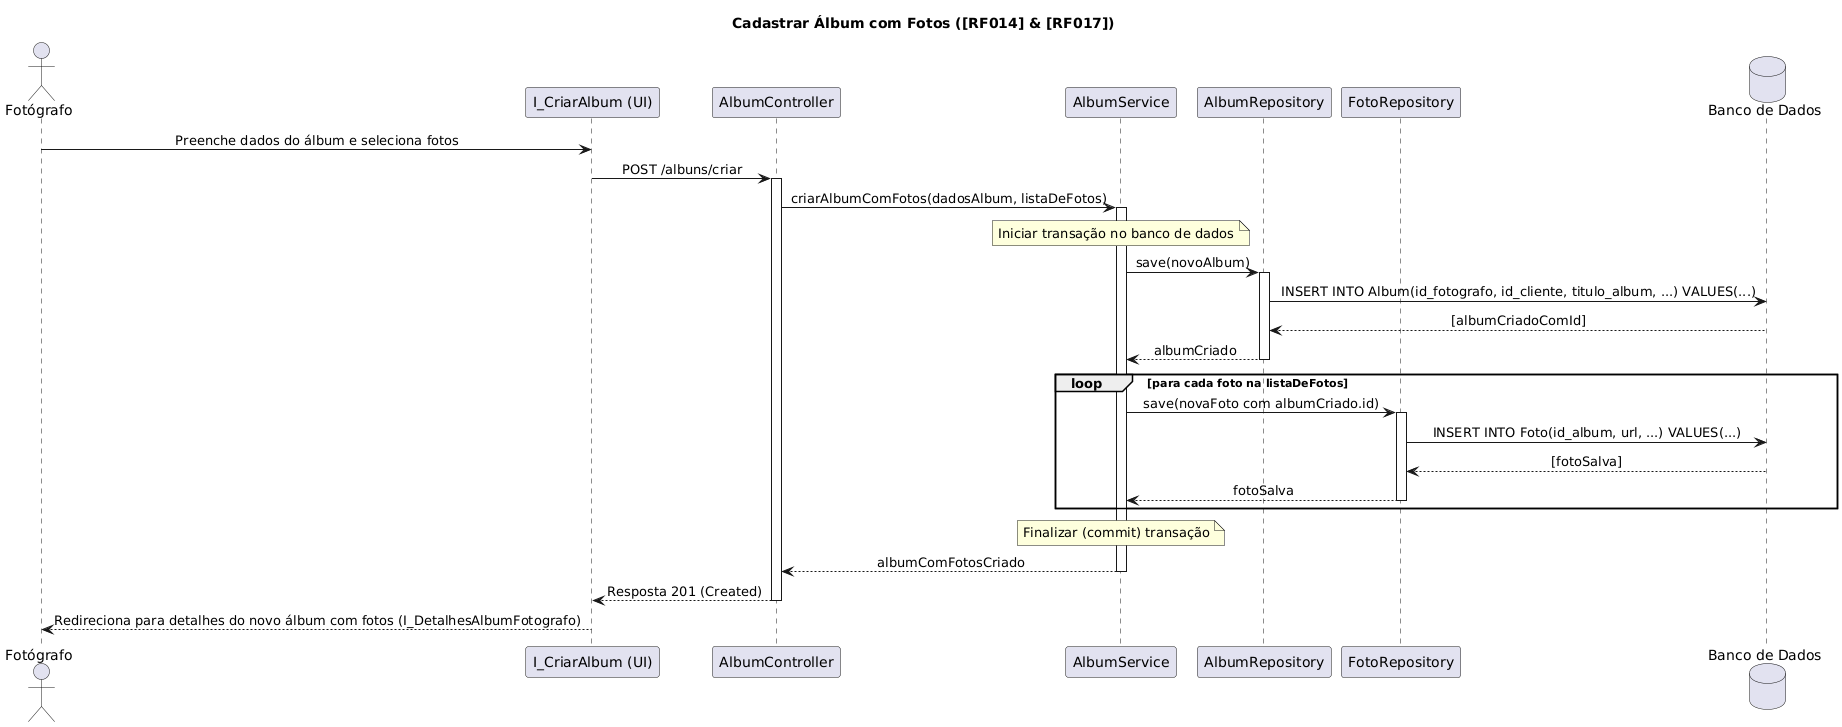 Cadastrar Álbum com Fotos ([RF014] & [RF017])
Fotógrafo
I_CriarAlbum (UI)
AlbumController
AlbumService
AlbumRepository
FotoRepository
Banco de Dados
Preenche dados do álbum e seleciona fotos
POST /albuns/criar
criarAlbumComFotos(dadosAlbum, listaDeFotos)
Iniciar transação no banco de dados
save(novoAlbum)
INSERT INTO Album(id_fotografo, id_cliente, titulo_album, ...) VALUES(...)
[albumCriadoComId]
albumCriado
loop
[para cada foto na listaDeFotos]
save(novaFoto com albumCriado.id)
INSERT INTO Foto(id_album, url, ...) VALUES(...)
[fotoSalva]
fotoSalva
Finalizar (commit) transação
albumComFotosCriado
Resposta 201 (Created)
Redireciona para detalhes do novo álbum com fotos (I_DetalhesAlbumFotografo)
Fotógrafo
I_CriarAlbum (UI)
AlbumController
AlbumService
AlbumRepository
FotoRepository
Banco de Dados